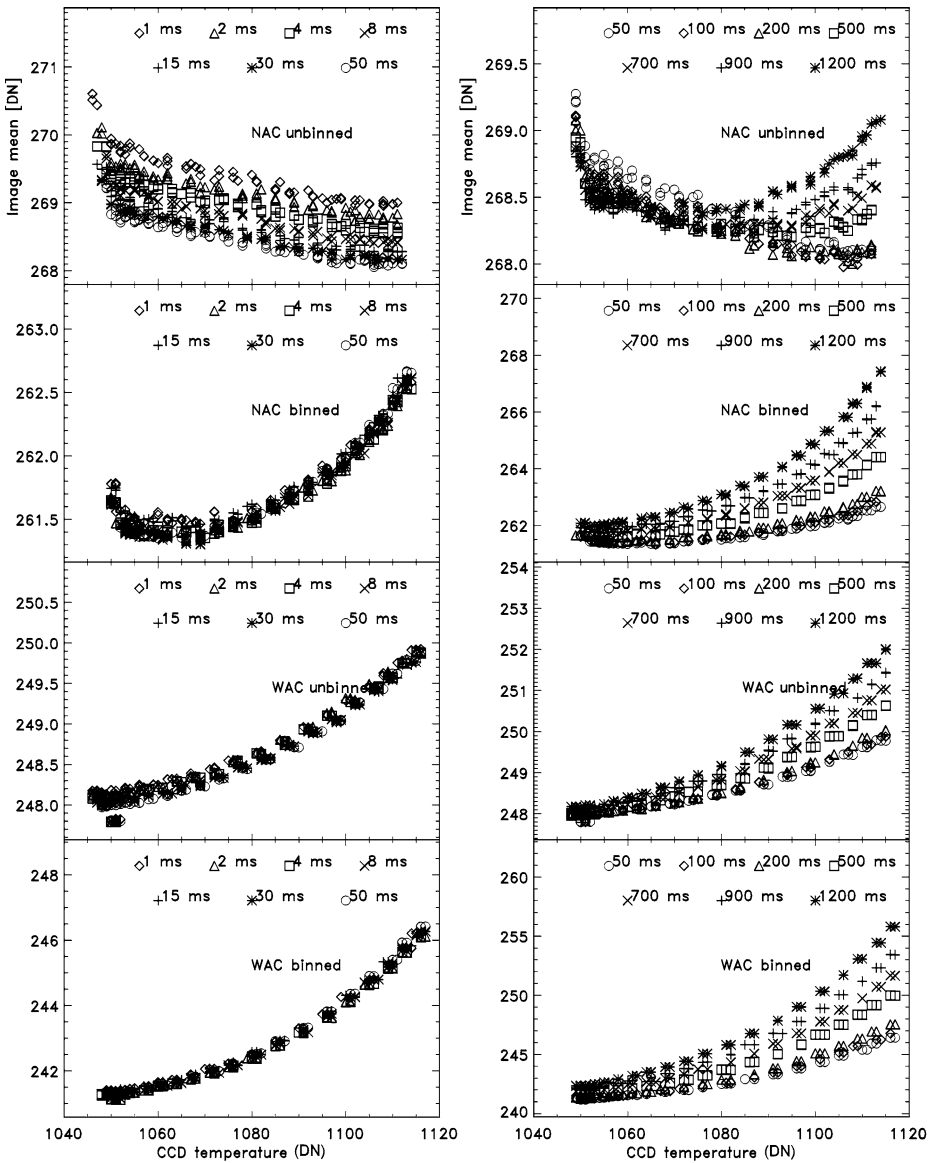 1 ms 2 ms 4 ms 8 ms
15 ms 30 ms 50 ms
NAC unbinned
Image mean [DN]
271
270
269
268
50 ms 100 ms 200 ms 500 ms
700 ms 900 ms 1200 ms
NAC unbinned
Image mean [DN]
269.5
269.0
268.5
268.0
1 ms 2 ms 4 ms 8 ms
15 ms 30 ms 50 ms
NAC binned
263.0
262.5
262.0
261.5
50 ms 100 ms 200 ms 500 ms
700 ms 900 ms 1200 ms
NAC binned
270
268
266
264
262
1 ms 2 ms 4 ms 8 ms
15 ms 30 ms 50 ms
WAC unbinned
250.5
250.0
249.5
249.0
248.5
248.0
50 ms 100 ms 200 ms 500 ms
700 ms 900 ms 1200 ms
WAC unbinned
254
253
252
251
250
249
248
1 ms 2 ms 4 ms 8 ms
15 ms 30 ms 50 ms
WAC binned
248
246
244
242
1040 1060 1080 1100 1120
CCD temperature (DN)
50 ms 100 ms 200 ms 500 ms
700 ms 900 ms 1200 ms
WAC binned
260
255
250
245
240
1040 1060 1080 1100 1120
CCD temperature (DN)